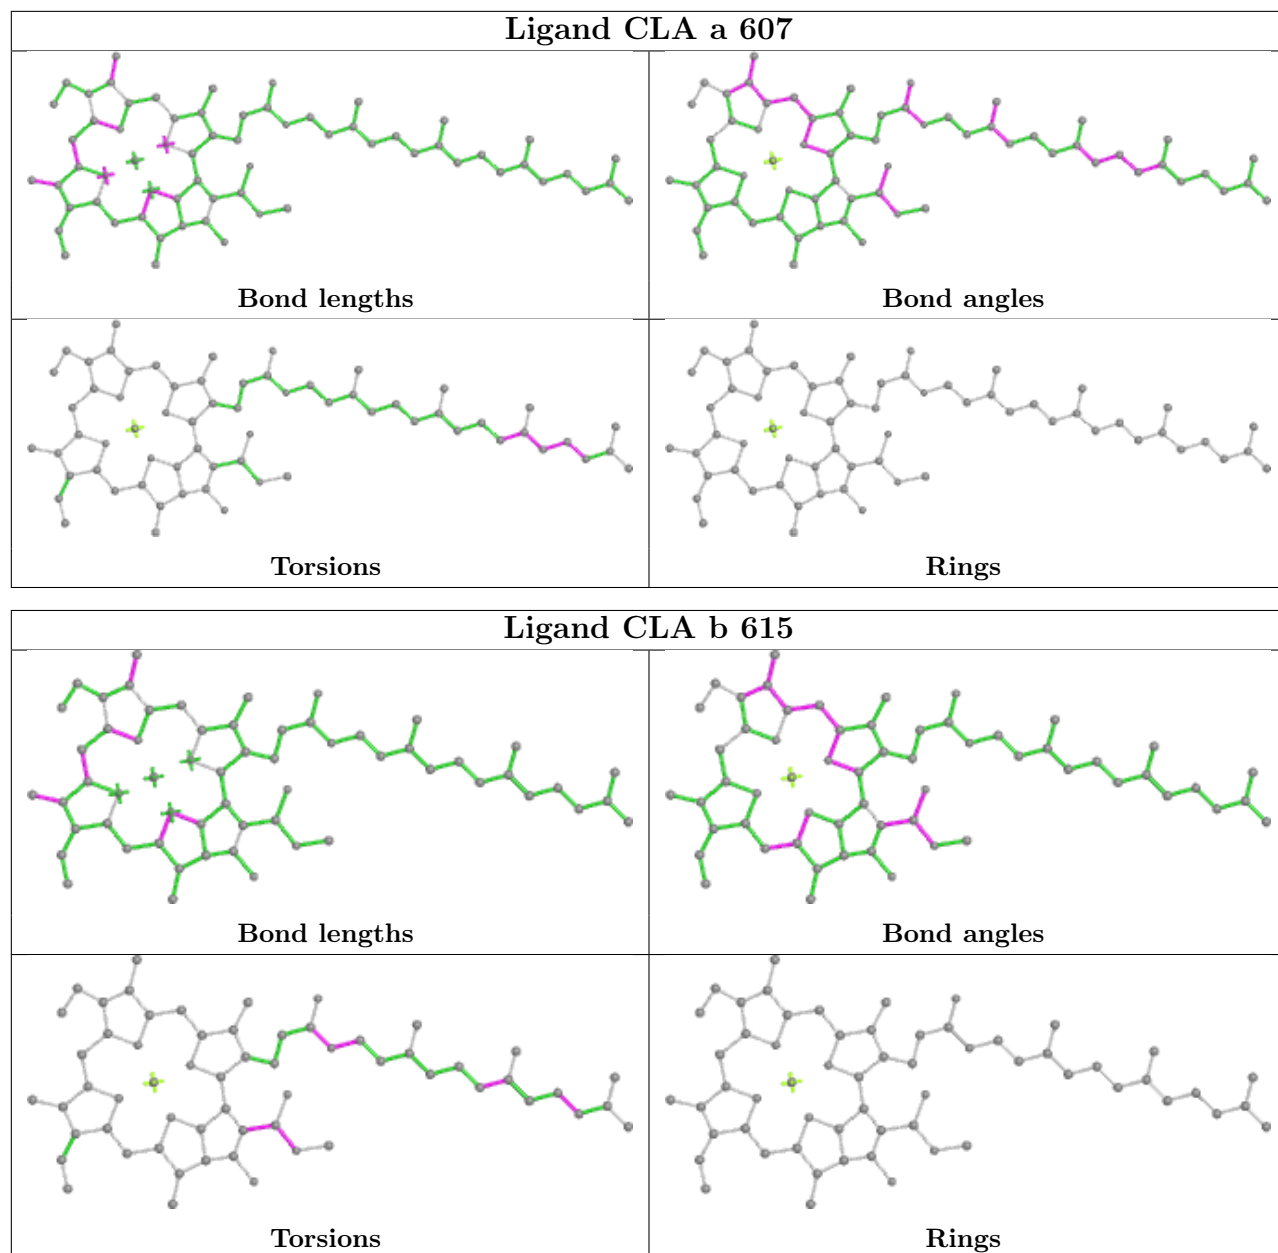 Ligand CLA a 607
Bond lengths
Bond angles
Torsions
Rings
Ligand CLA b 615
Bond lengths
Bond angles
Torsions
Rings